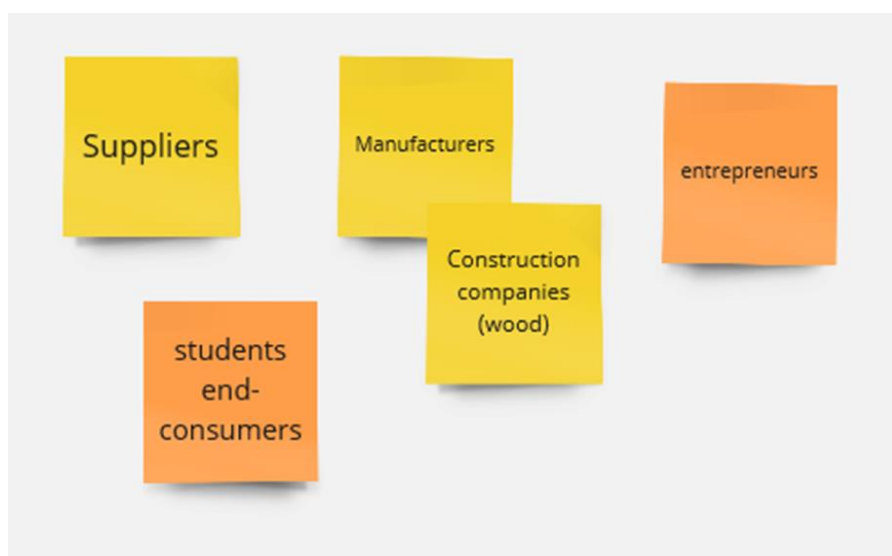 Suppliers
Manufacturers
entrepreneurs
Construction
companies
(wood)
students
end-
consumers